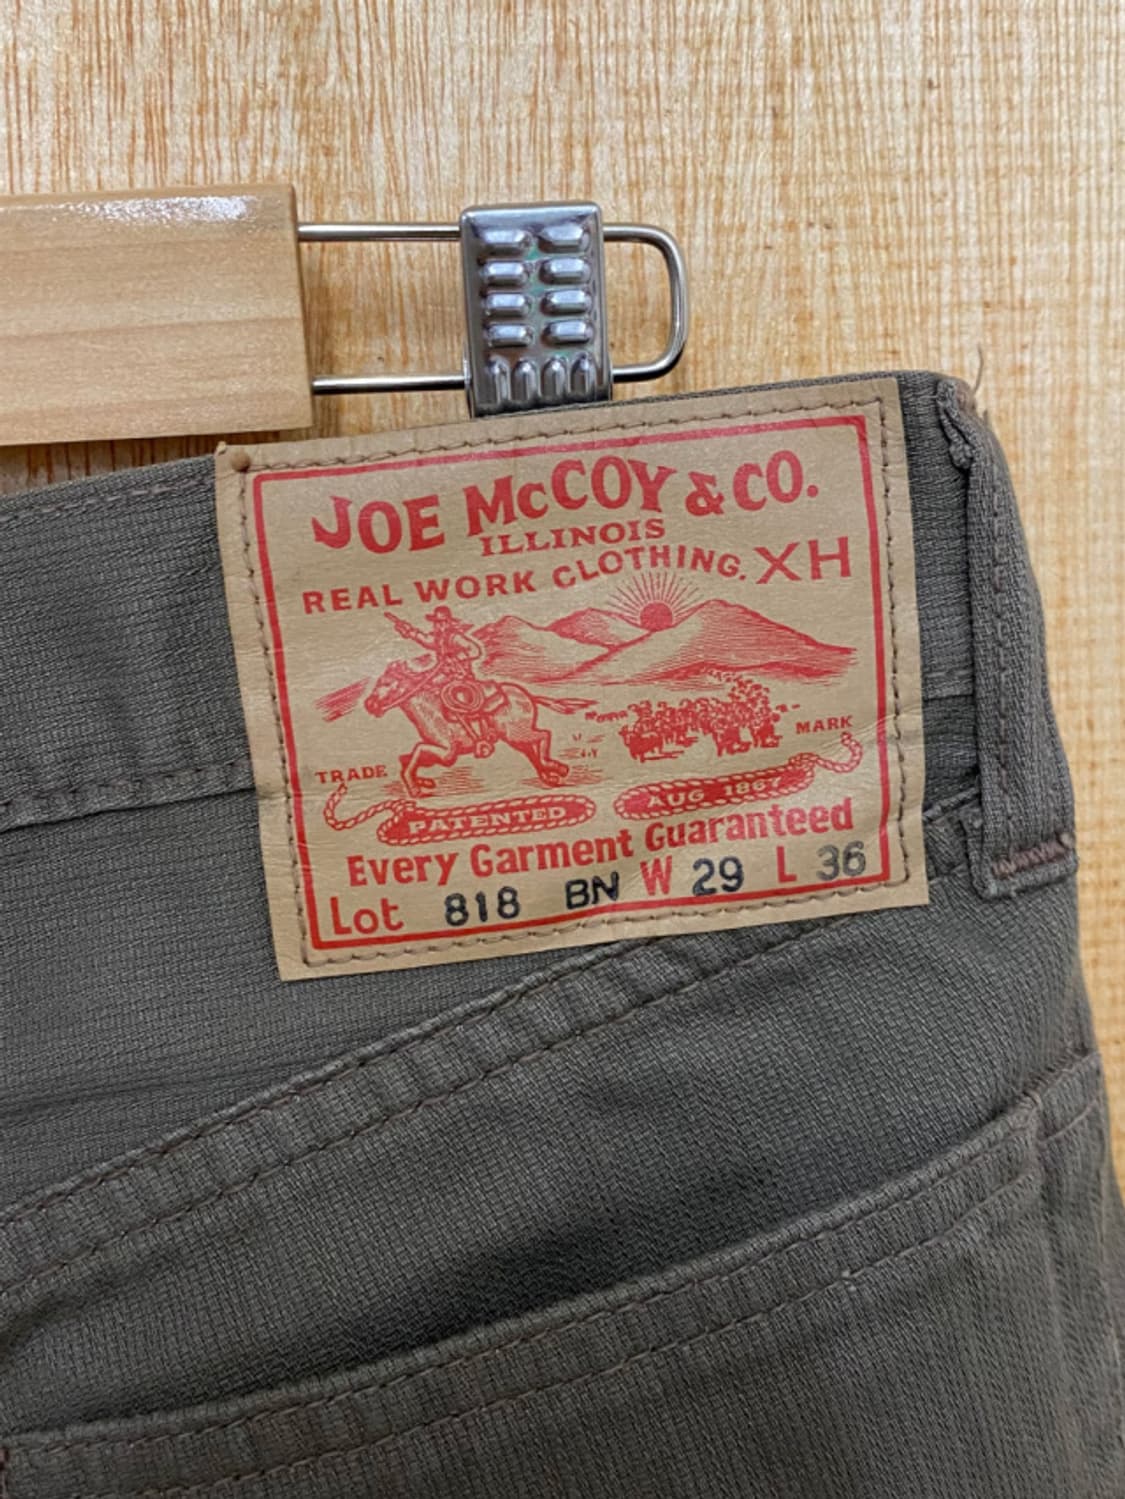 JOE McCOY & CO.
ILLINOIS
REAL WORK CLOTHING. XH
TRADE MARK
PATENTED AUG 1867
Every Garment Guaranteed
Lot 818 BN W 29 L 36